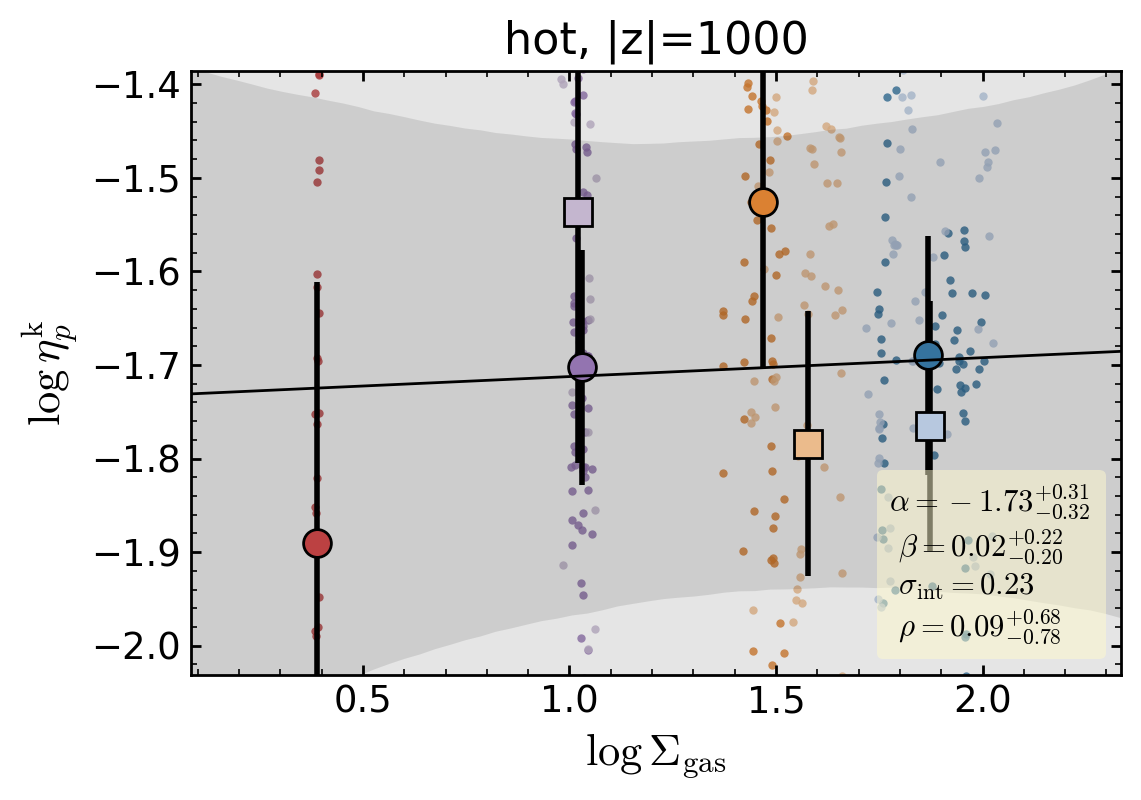 hot, |z|=1000
log η_p^k
−1.4
−1.5
−1.6
−1.7
−1.8
−1.9
−2.0
α = −1.73^{+0.31}_{−0.32}
β = 0.02^{+0.22}_{−0.20}
σ_int = 0.23
ρ = 0.09^{+0.68}_{−0.78}
0.5 1.0 1.5 2.0
log Σ_gas